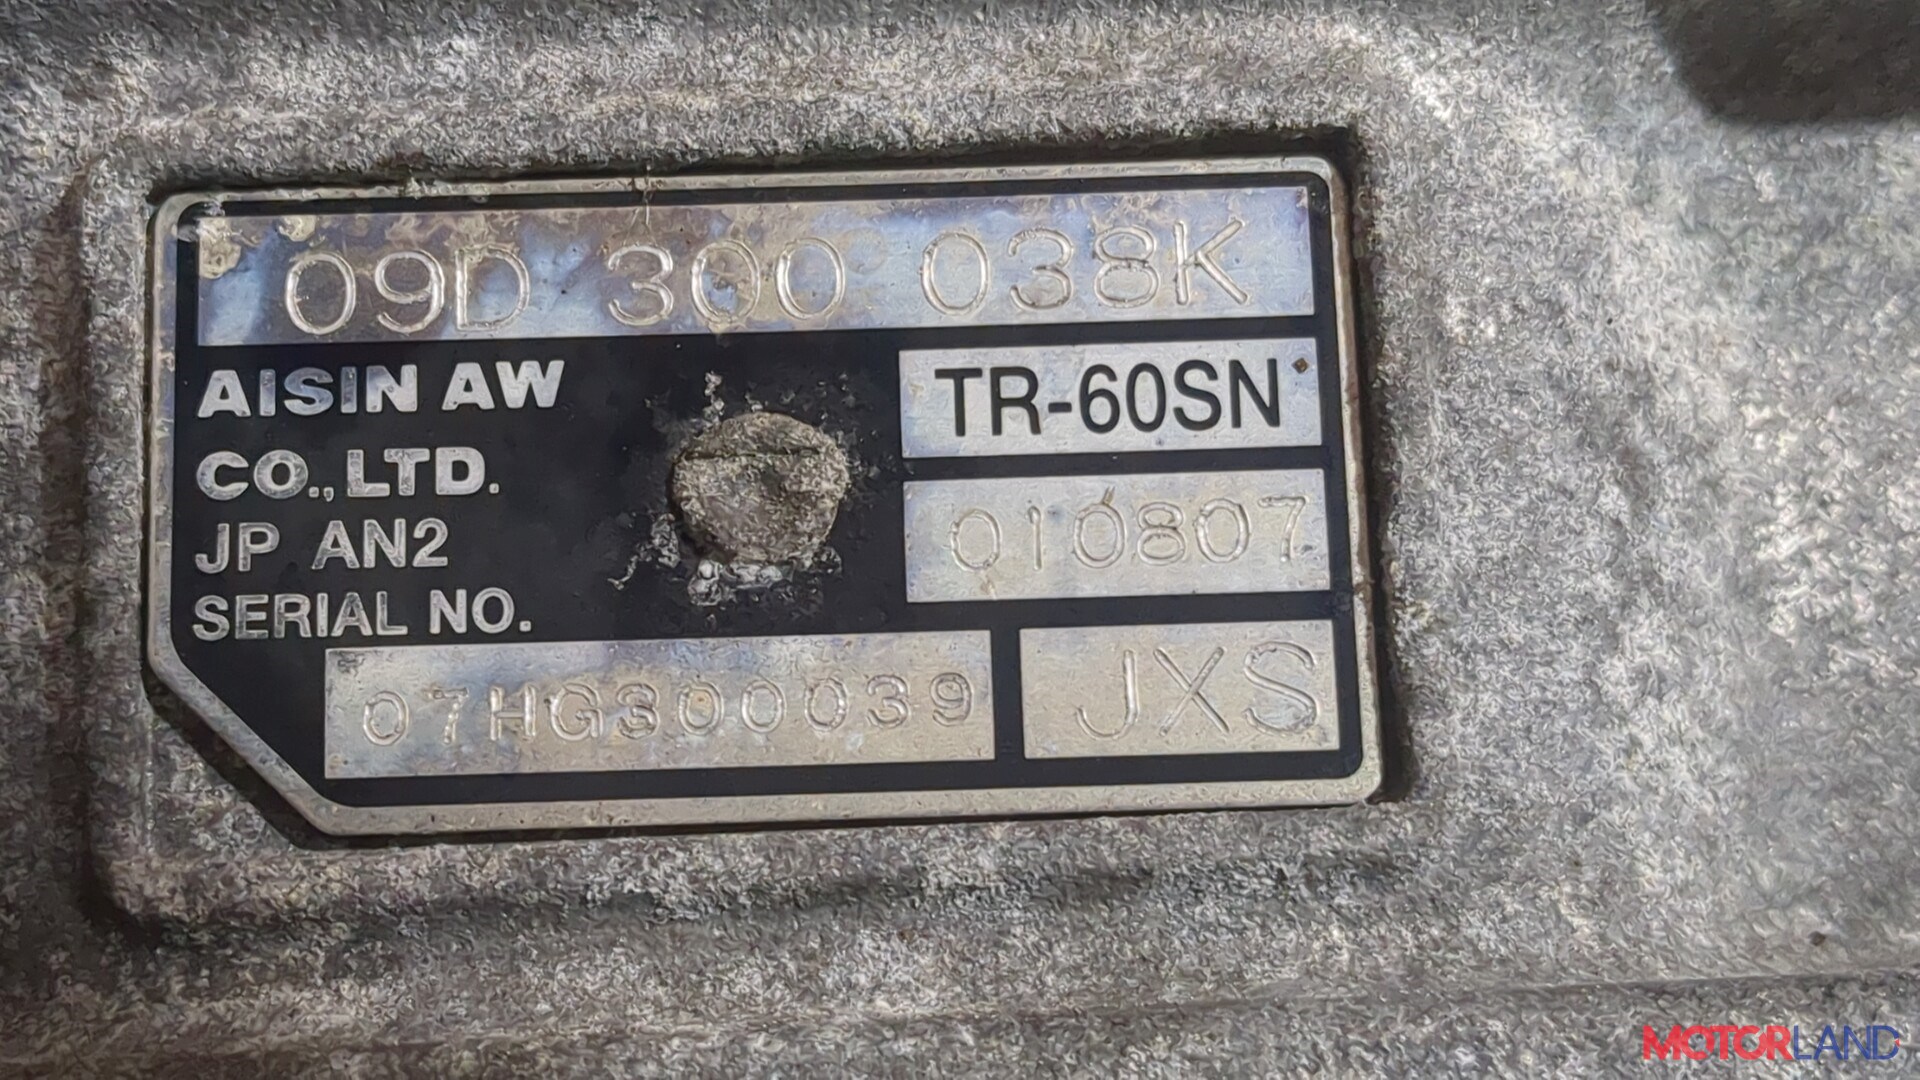 09D 300 038K
AISIN AW
TR-60SN
CO., LTD.
010807
JP AN2
SERIAL NO.
07HG300039
JXS
MOTORLAND